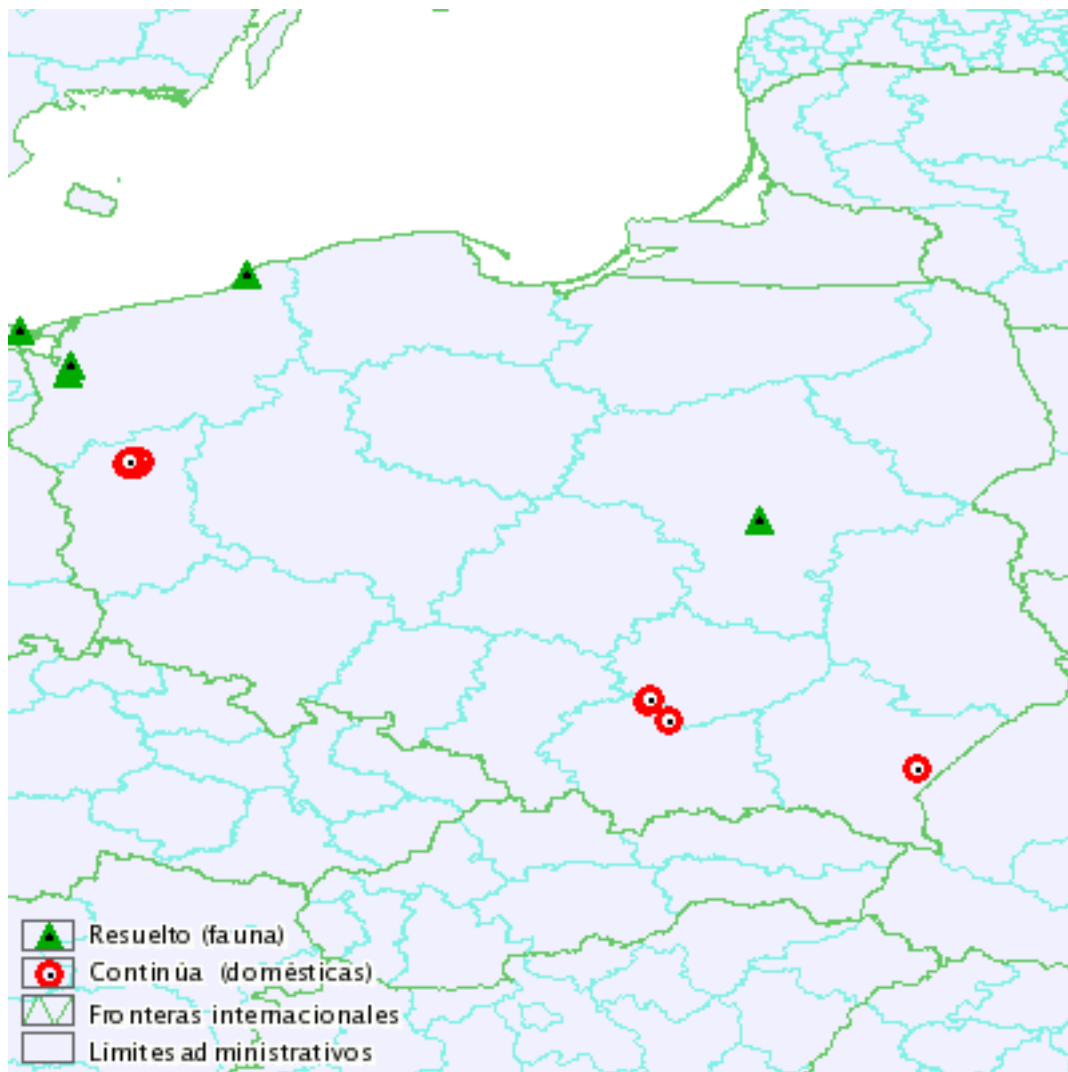 Resuelto (fauna)
Continúa (domésticas)
Fronteras internacionales
Límites administrativos